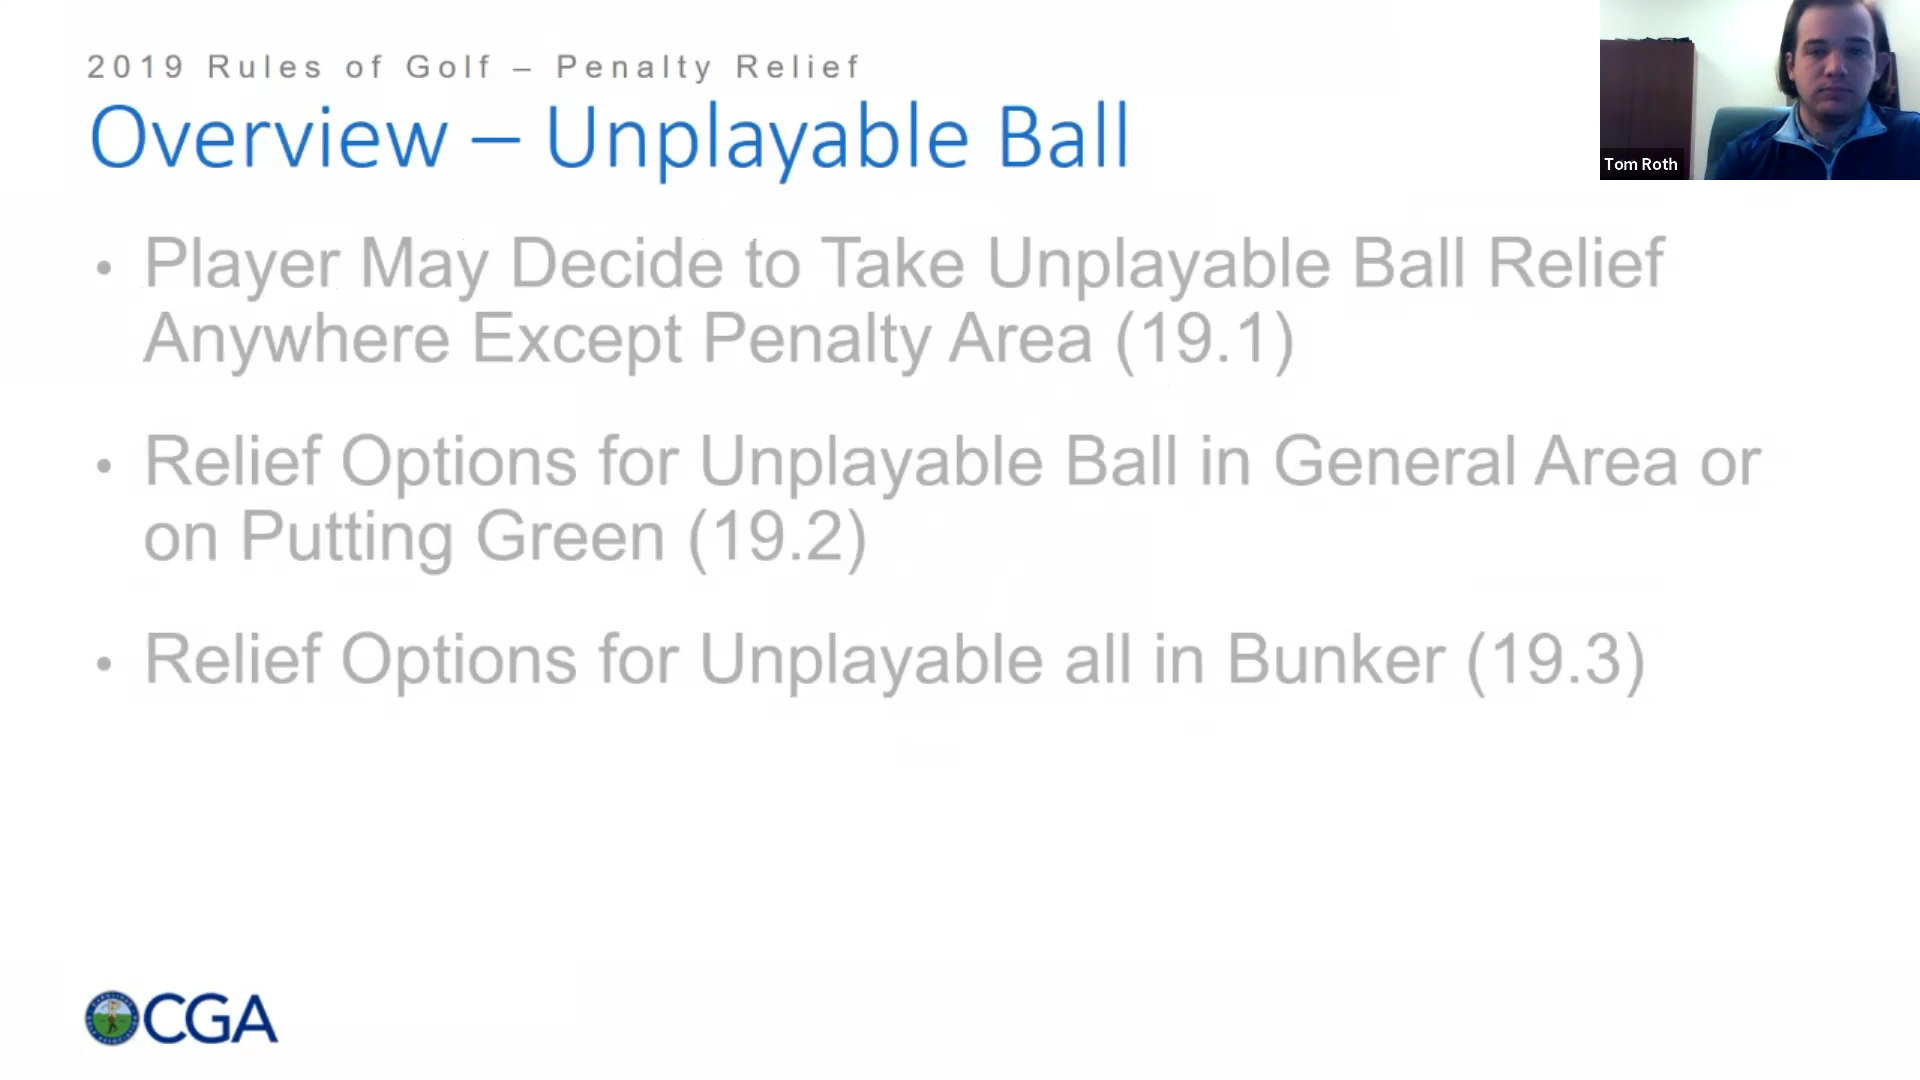 2019 Rules of Golf – Penalty Relief
Overview – Unplayable Ball
Tom Roth
• Player May Decide to Take Unplayable Ball Relief
Anywhere Except Penalty Area (19.1)
• Relief Options for Unplayable Ball in General Area or
on Putting Green (19.2)
• Relief Options for Unplayable all in Bunker (19.3)
CGA